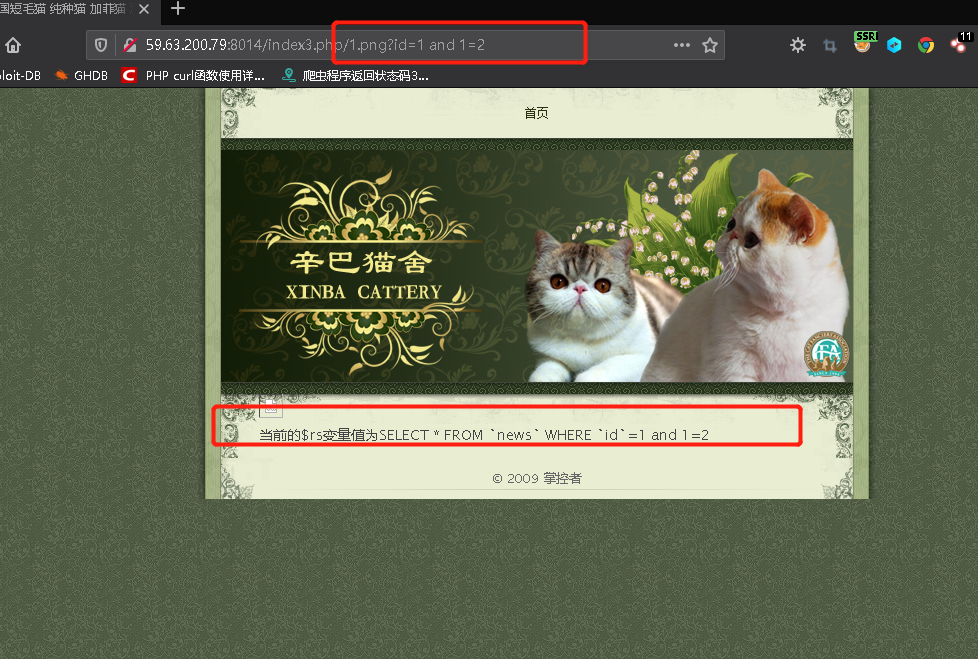 国短毛猫 纯种猫 加菲猫
59.63.200.79:8014/index3.php/1.png?id=1 and 1=2
SSR
11
loit-DB
GHDB
PHP curl函数使用详...
爬虫程序返回状态码3...
首页
辛巴猫舍
XINBA CATTERY
当前的$rs变量值为SELECT * FROM `news` WHERE `id`=1 and 1=2
© 2009 掌控者